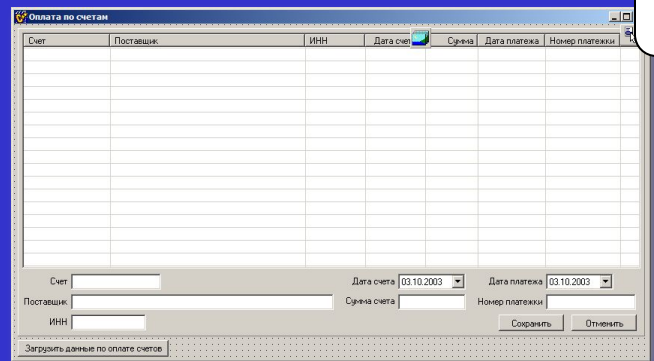 Оплата по счетам
Счет Поставщик ИНН Дата Сумма Дата платежа Номер платежки
Счет Дата счета 03.10.2003 Дата платежа 03.10.2003
Поставщик Сумма счета Номер платежки
ИНН Сохранить Отменить
Загрузить данные по оплате счетов